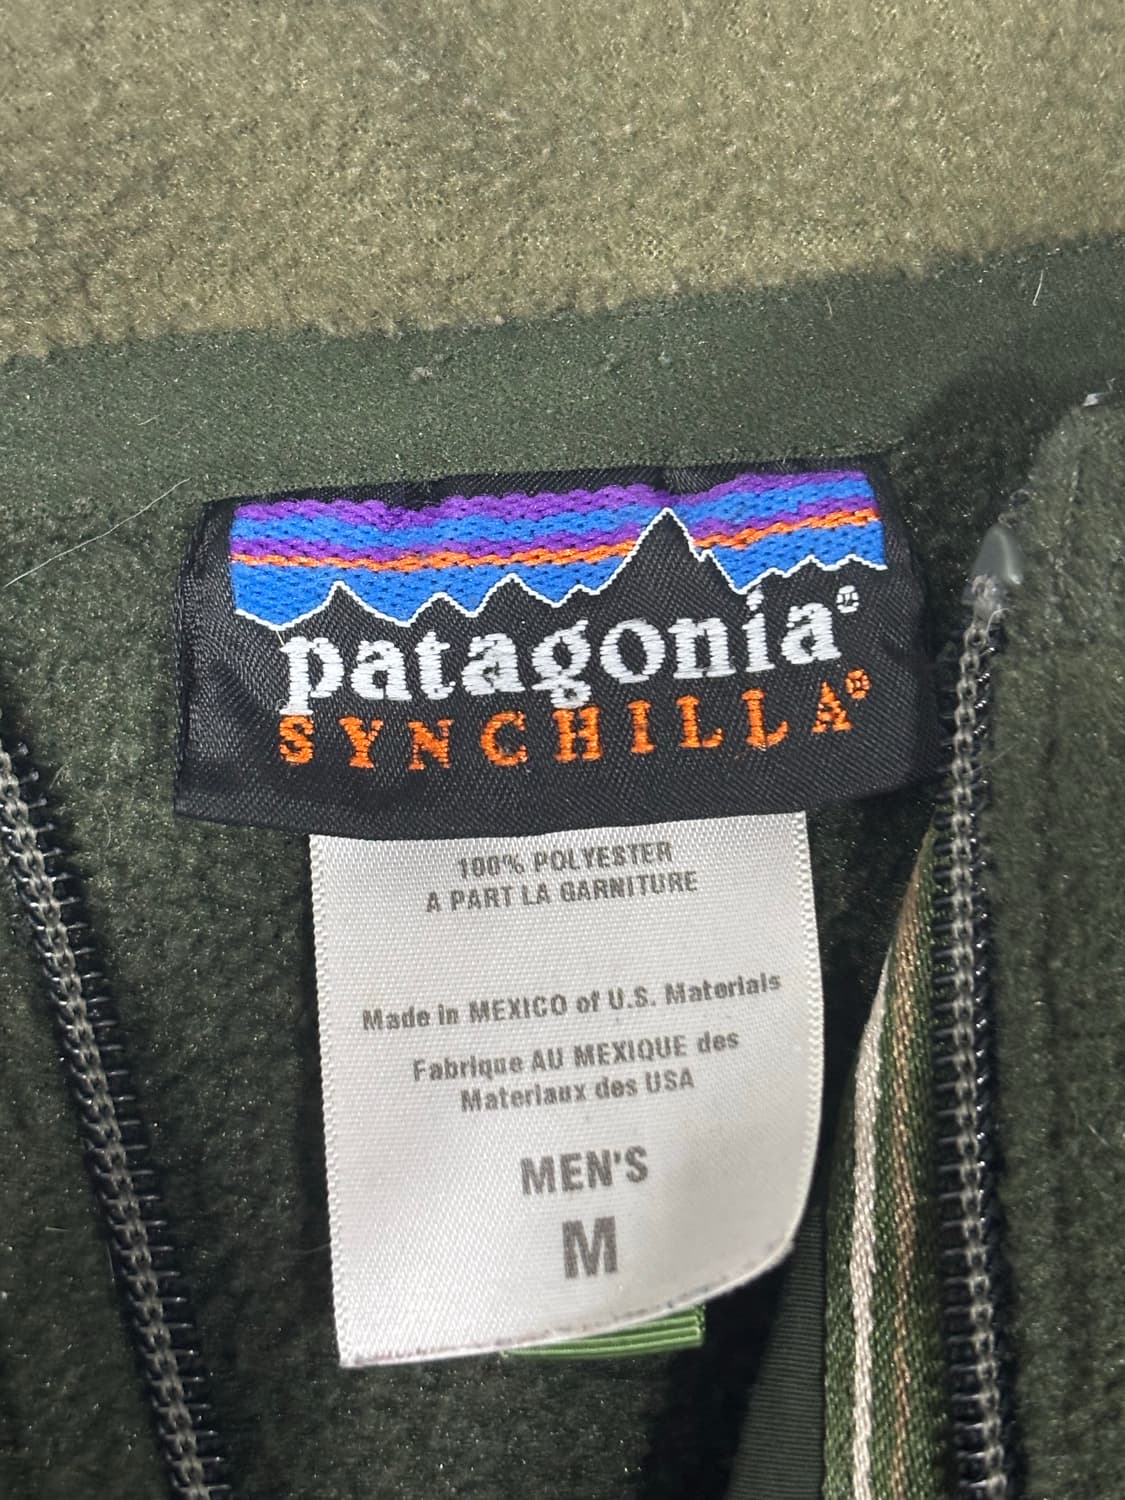 patagonia®
SYNCHILLA®
100% POLYESTER
A PART LA GARNITURE
Made in MEXICO of U.S. Materials
Fabrique AU MEXIQUE des
Materiaux des USA
MEN'S
M